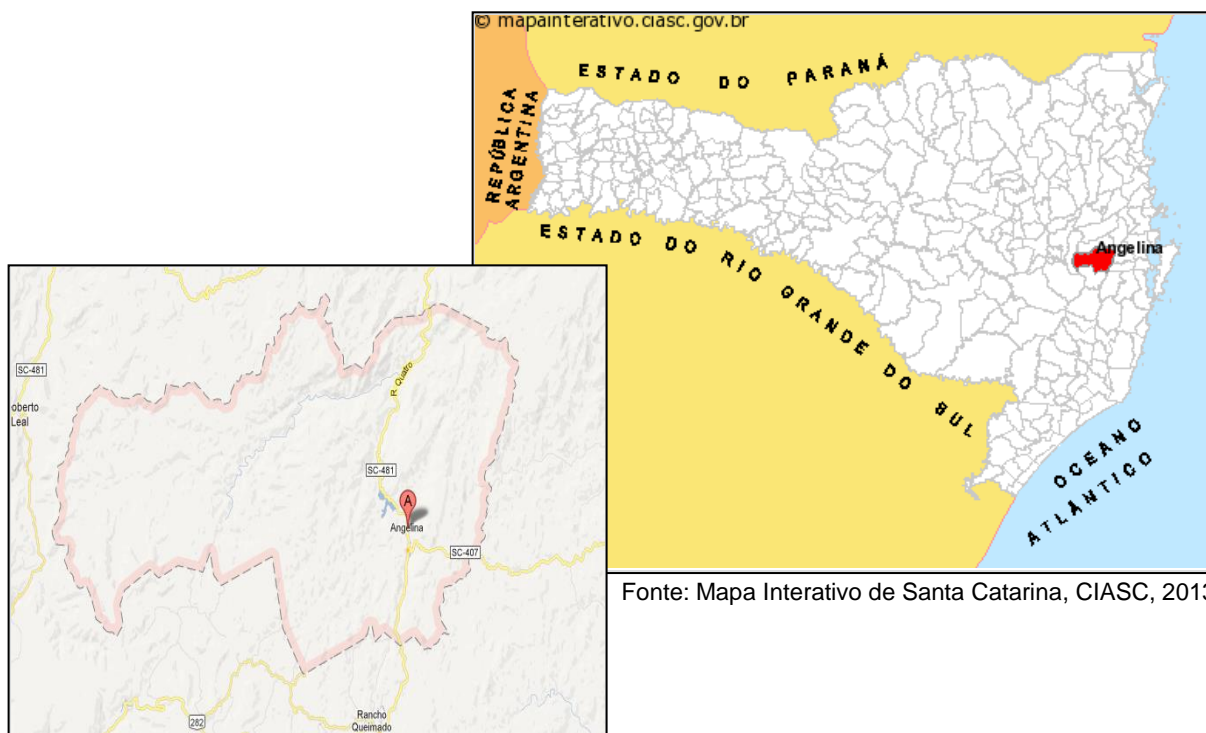 © mapainterativo.ciasc.gov.br
ESTADO DO PARANÁ
REPÚBLICA
ARGENTINA
ESTADO DO RIO GRANDE DO SUL
Angelina
OCEANO
ATLÂNTICO
Fonte: Mapa Interativo de Santa Catarina, CIASC, 2013
SC-481
oberto
Leal
R. Quatro
SC-481
A
Angelina
SC-407
282
Rancho
Queimado